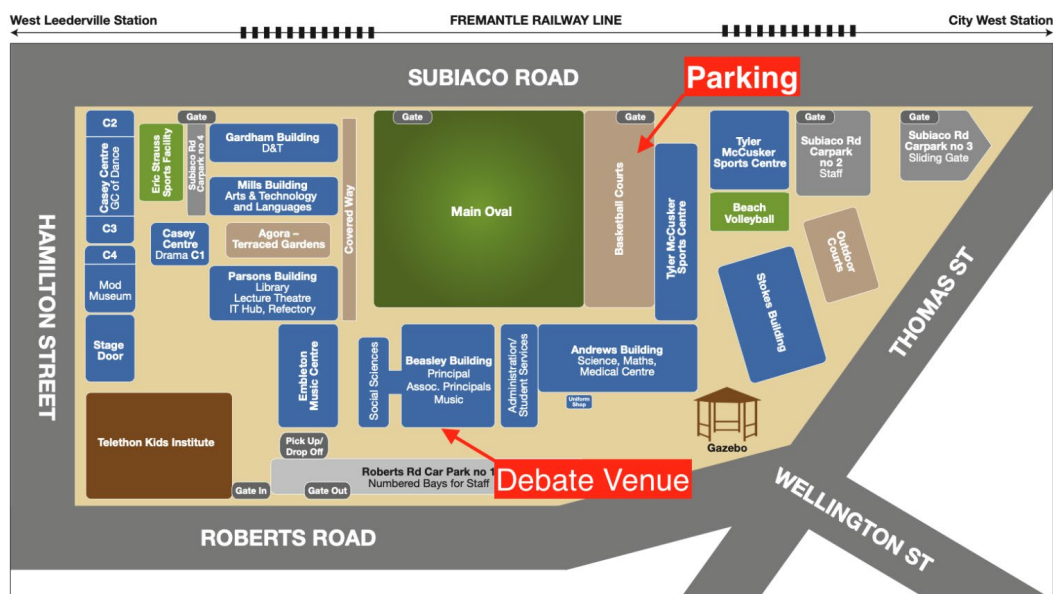 West Leederville Station
FREMANTLE RAILWAY LINE
City West Station
SUBIACO ROAD
Parking
Gate
Gate
Gate
Gate
Gate
C2
Casey Centre
GC of Dance
C3
C4
Mod
Museum
Stage
Door
Eric Strauss
Sports Facility
Subiaco Rd
Carpark no 4
Gardham Building
D&T
Mills Building
Arts & Technology
and Languages
Casey
Centre
Drama C1
Agora –
Terraced Gardens
Parsons Building
Library
Lecture Theatre
IT Hub, Refectory
Covered Way
Main Oval
Basketball Courts
Tyler McCusker
Sports Centre
Tyler
McCusker
Sports Centre
Beach
Volleyball
Subiaco Rd
Carpark
no 2
Staff
Subiaco Rd
Carpark no 3
Sliding Gate
Outdoor
Courts
Stokes Building
HAMILTON STREET
THOMAS ST
Embleton
Music Centre
Social Sciences
Beasley Building
Principal
Assoc. Principals
Music
Administration/
Student Services
Andrews Building
Science, Maths,
Medical Centre
Uniform
Shop
Gazebo
Telethon Kids Institute
Pick Up/
Drop Off
Roberts Rd Car Park no 1
Numbered Bays for Staff
Debate Venue
Gate In
Gate Out
ROBERTS ROAD
WELLINGTON ST